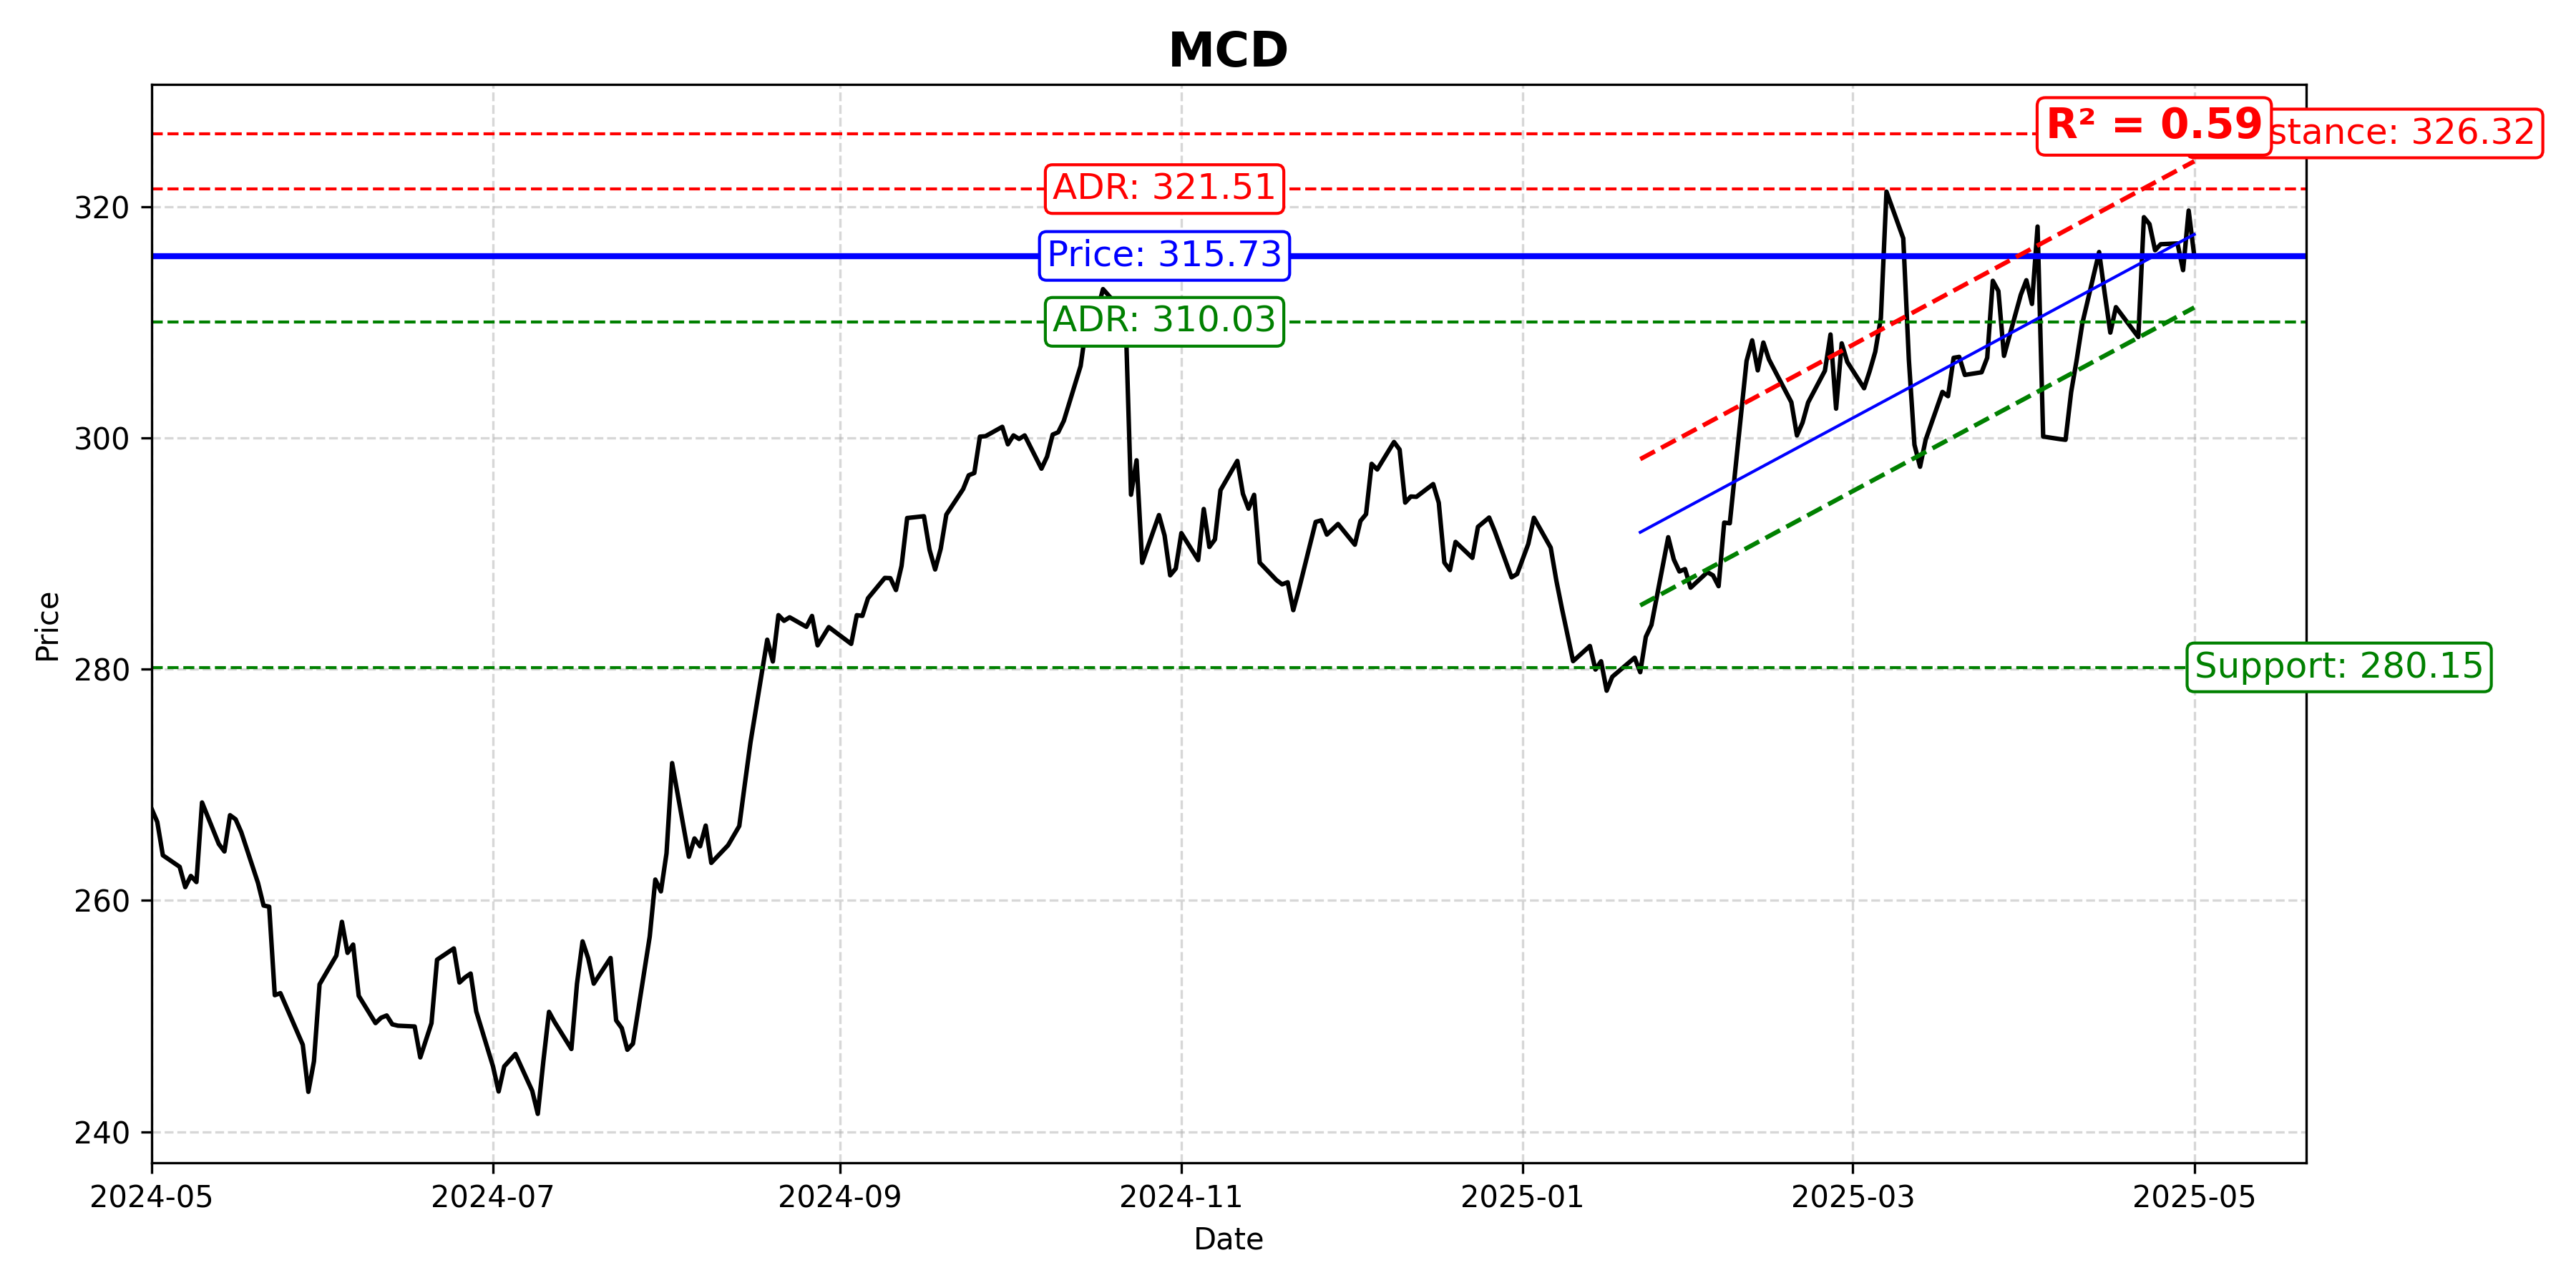 MCD
R² = 0.59
stance: 326.32
ADR: 321.51
320
Price: 315.73
ADR: 310.03
300
Price
280
Support: 280.15
260
240
2024-05 2024-07 2024-09 2024-11 2025-01 2025-03 2025-05
Date